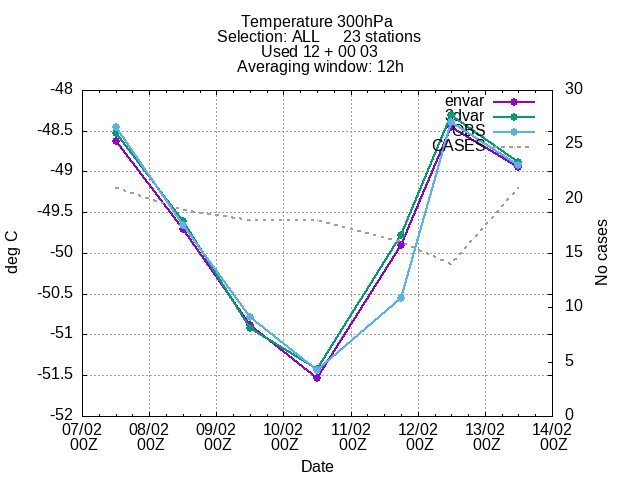 Temperature 300hPa
Selection: ALL 23 stations
Used 12 + 00 03
Averaging window: 12h
-48 30
envar
3dvar
-48.5 OBS
CASES 25
-49
-49.5 20
-50 15
-50.5
-51 10
-51.5 5
-52 0
deg C
No cases
07/02 08/02 09/02 10/02 11/02 12/02 13/02 14/02
00Z 00Z 00Z 00Z 00Z 00Z 00Z 00Z
Date